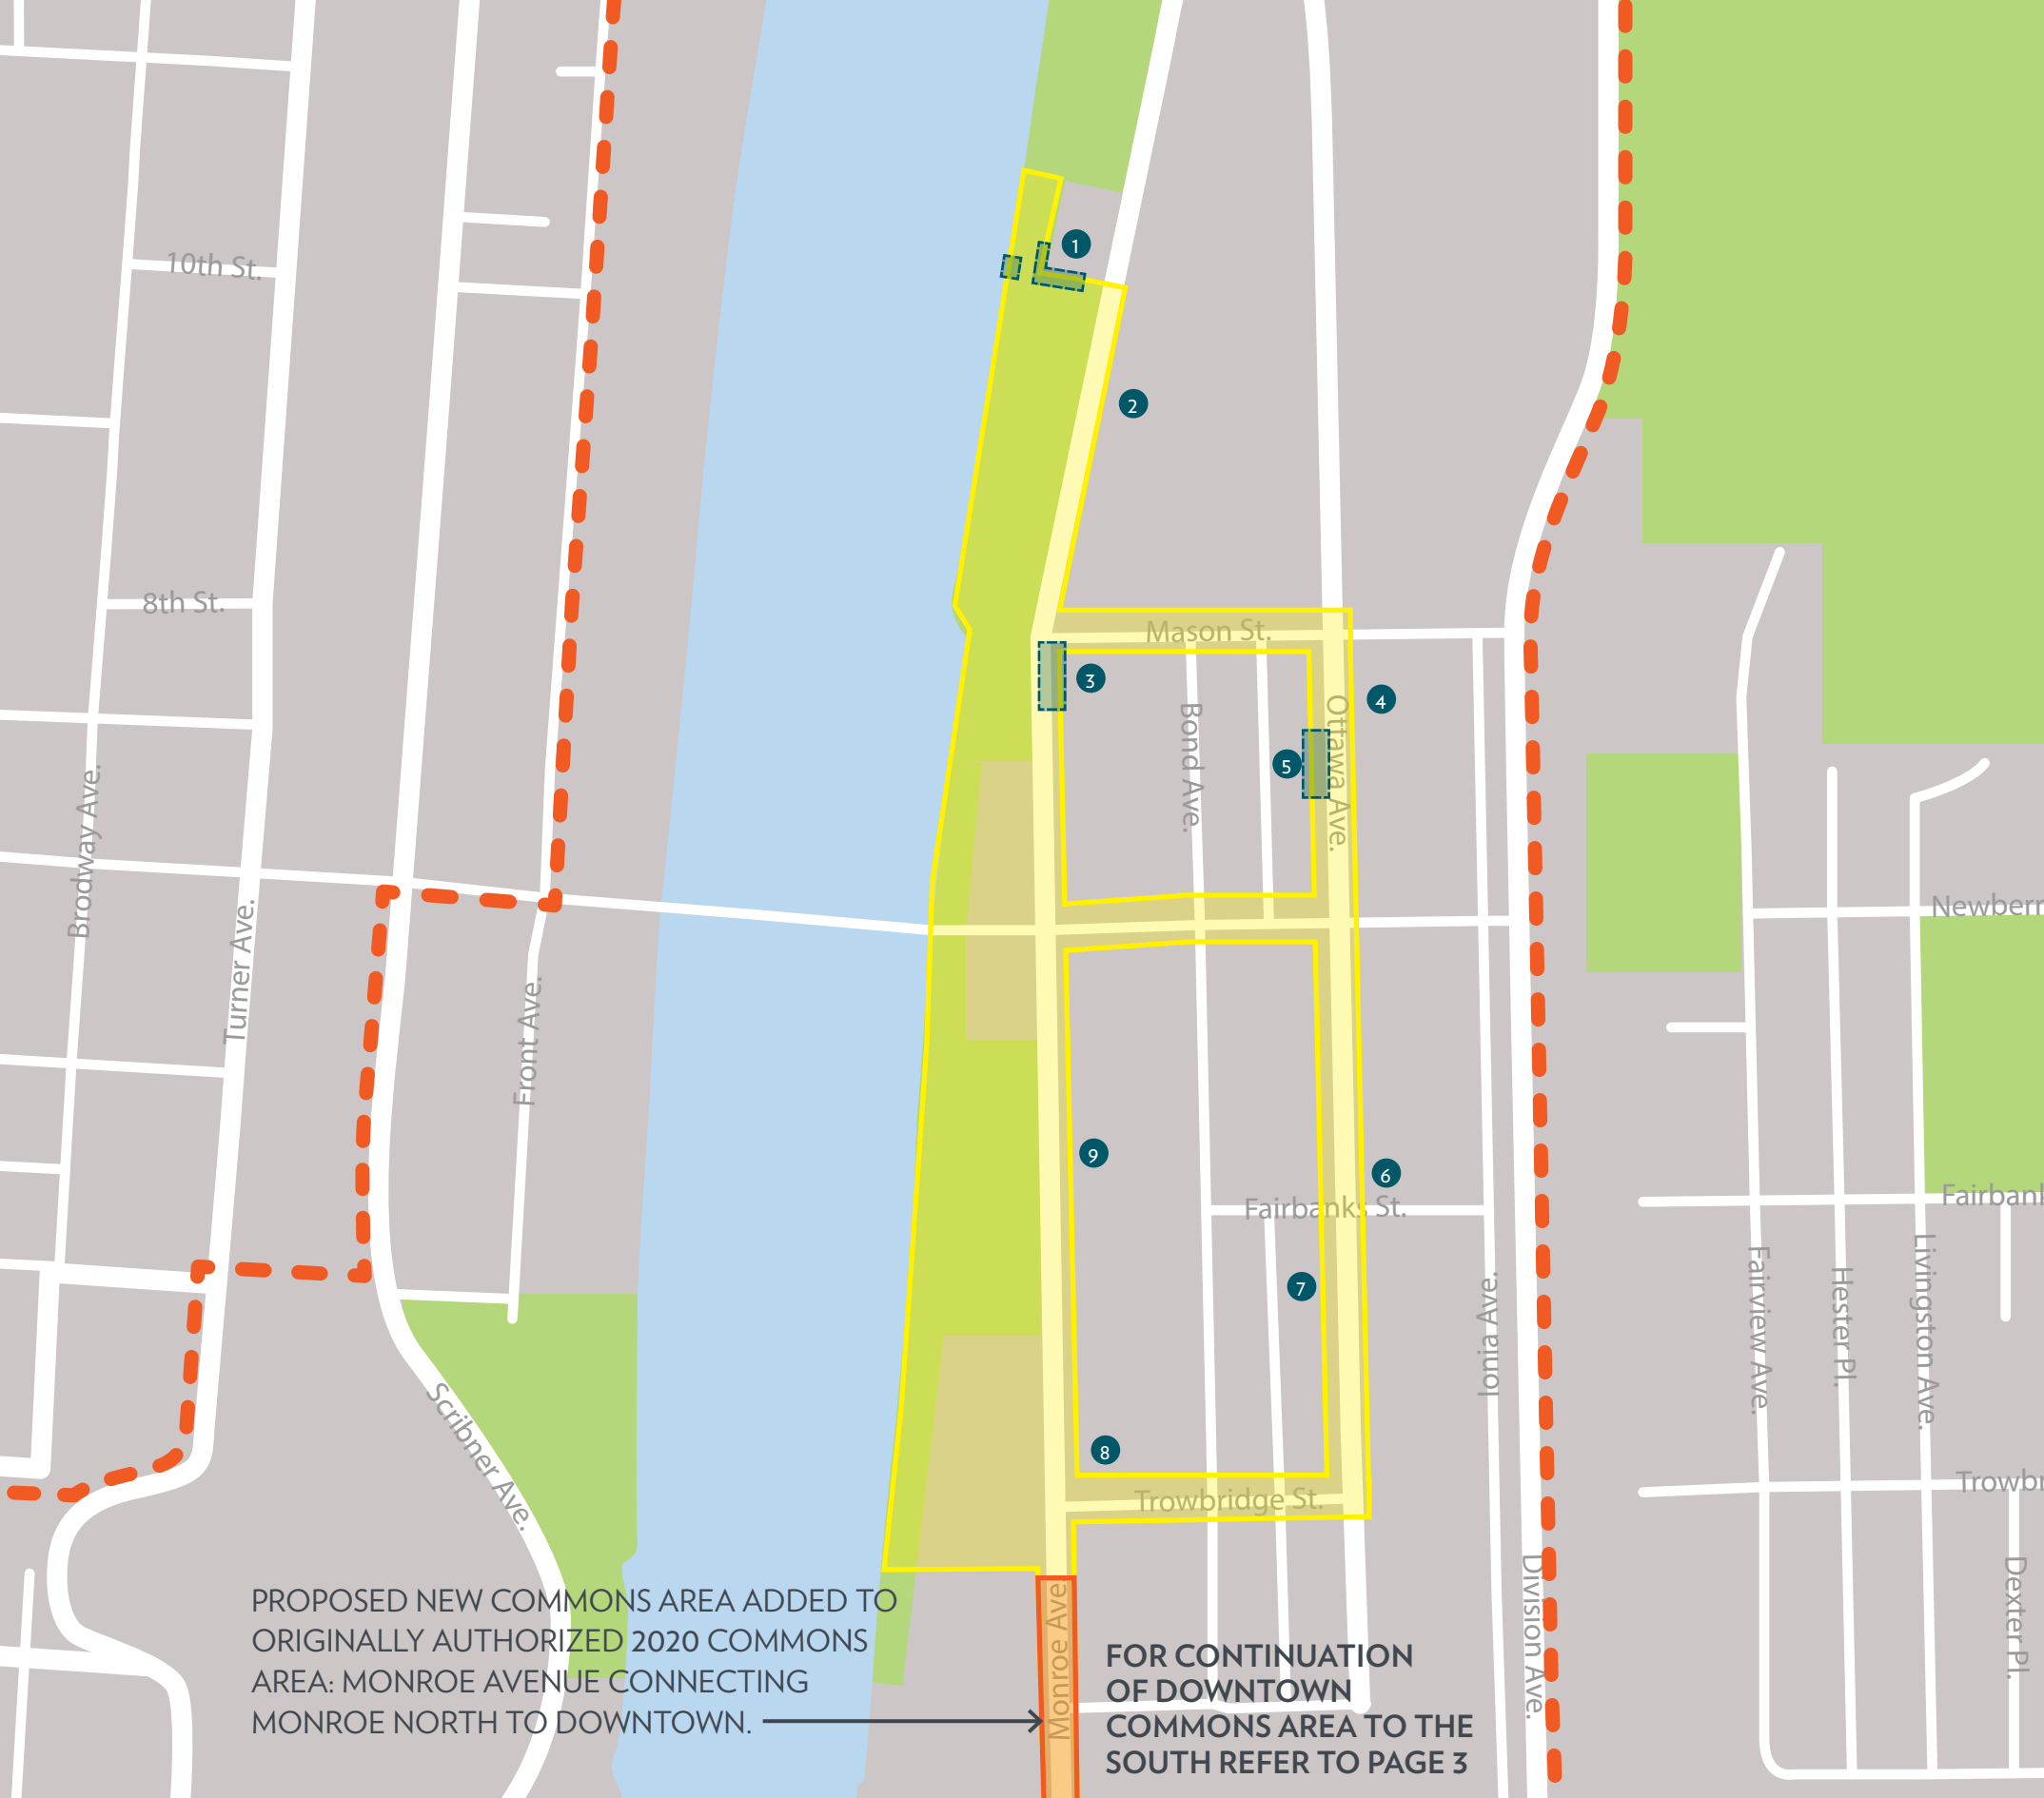 10th St.
1
2
8th St.
Mason St.
3
4
5
Bond Ave.
Ottawa Ave.
Brodway Ave.
Turner Ave.
Front Ave.
Newberr
9
6
Fairbanks St.
Fairbank
7
Ionia Ave.
Fairview Ave.
Hester Pl.
Livingston Ave.
Scribner Ave.
8
Trowbridge St.
Trowbr
Division Ave.
Dexter Pl.
Monroe Ave
PROPOSED NEW COMMONS AREA ADDED TO
ORIGINALLY AUTHORIZED 2020 COMMONS
AREA: MONROE AVENUE CONNECTING
MONROE NORTH TO DOWNTOWN.
FOR CONTINUATION
OF DOWNTOWN
COMMONS AREA TO THE
SOUTH REFER TO PAGE 3